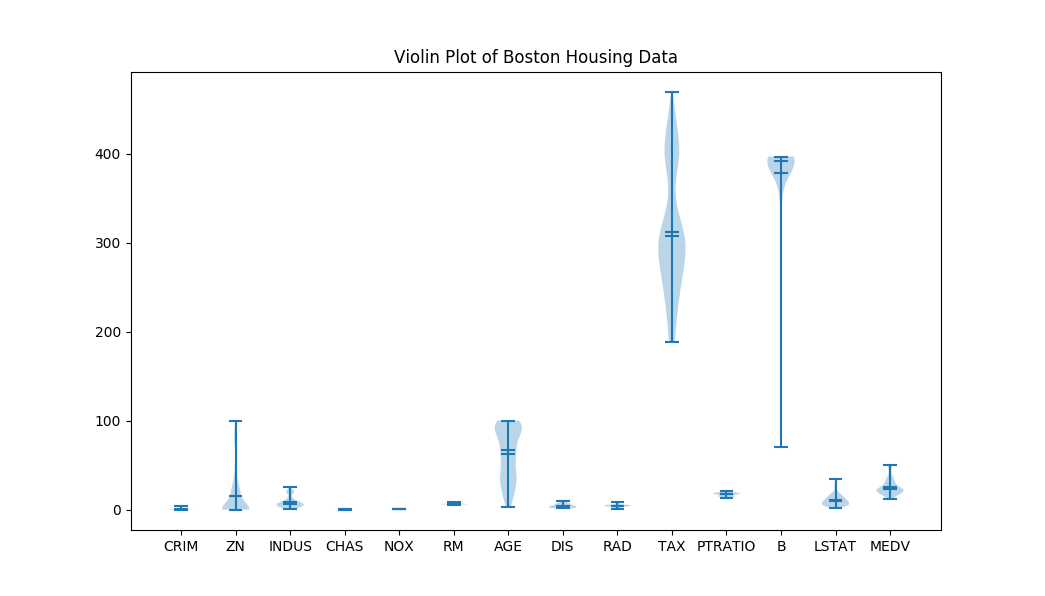 Violin Plot of Boston Housing Data
400
300
200
100
0
CRIM ZN INDUS CHAS NOX RM AGE DIS RAD TAX PTRATIO B LSTAT MEDV